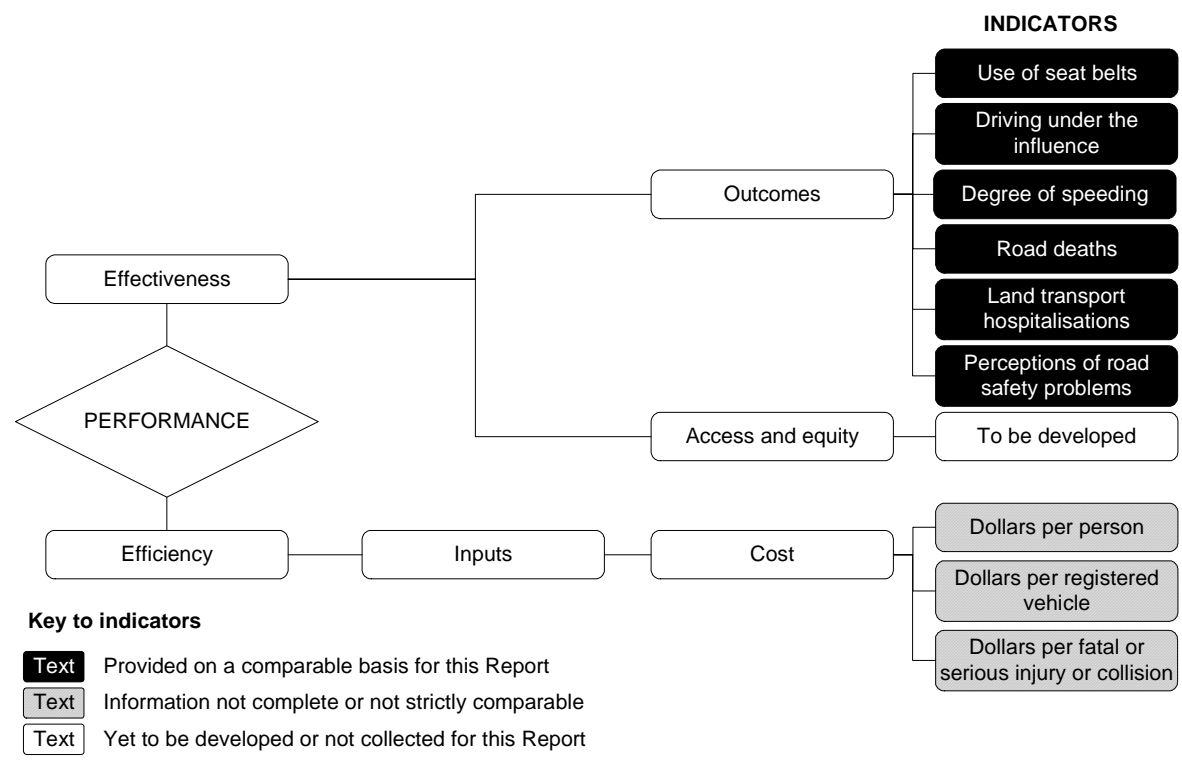 INDICATORS
Use of seat belts
Driving under the
influence
Outcomes
Degree of speeding
Road deaths
Effectiveness
Land transport
hospitalisations
Perceptions of road
safety problems
PERFORMANCE
Access and equity
To be developed
Dollars per person
Efficiency
Inputs
Cost
Dollars per registered
vehicle
Dollars per fatal or
serious injury or collision
Key to indicators
Text Provided on a comparable basis for this Report
Text Information not complete or not strictly comparable
Text Yet to be developed or not collected for this Report